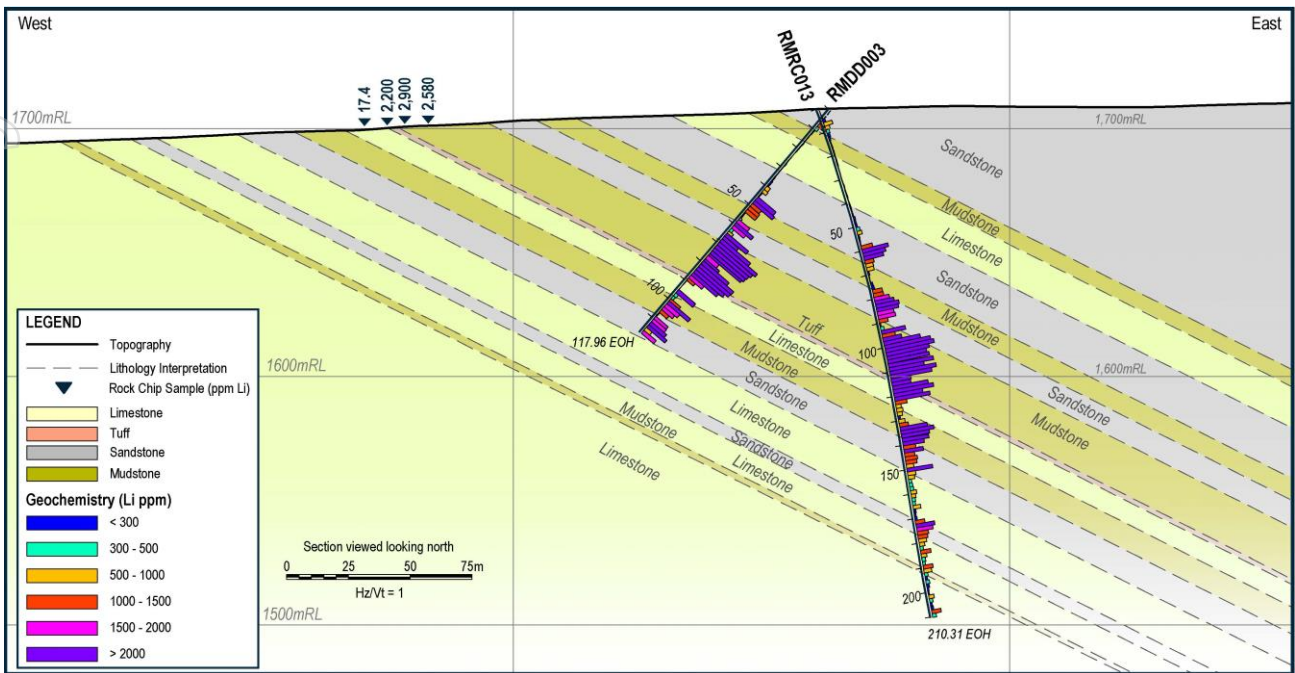 West
East
RMRC013
RMDD003
17.4
2,200
2,900
2,580
1700mRL
1,700mRL
Sandstone
Mudstone
Limestone
Sandstone
Mudstone
Sandstone
Mudstone
50
100
117.96 EOH
50
100
150
200
210.31 EOH
Tuff
Limestone
Mudstone
Sandstone
Limestone
Sandstone
Limestone
Mudstone
Limestone
1600mRL
1,600mRL
1500mRL
LEGEND
Topography
Lithology Interpretation
Rock Chip Sample (ppm Li)
Limestone
Tuff
Sandstone
Mudstone
Geochemistry (Li ppm)
< 300
300 - 500
500 - 1000
1000 - 1500
1500 - 2000
> 2000
Section viewed looking north
0 25 50 75m
Hz/Vt = 1